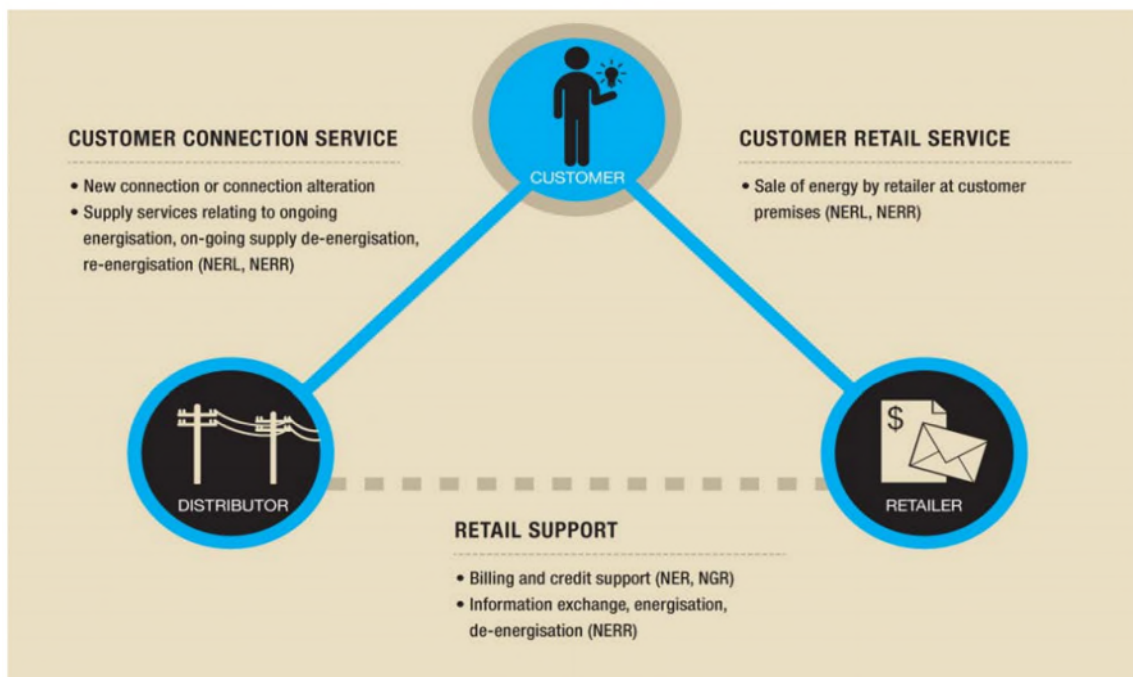 CUSTOMER
CUSTOMER CONNECTION SERVICE
• New connection or connection alteration
• Supply services relating to ongoing
energisation, on-going supply de-energisation,
re-energisation (NERL, NERR)
CUSTOMER RETAIL SERVICE
• Sale of energy by retailer at customer
premises (NERL, NERR)
DISTRIBUTOR
$
RETAILER
RETAIL SUPPORT
• Billing and credit support (NER, NGR)
• Information exchange, energisation,
de-energisation (NERR)